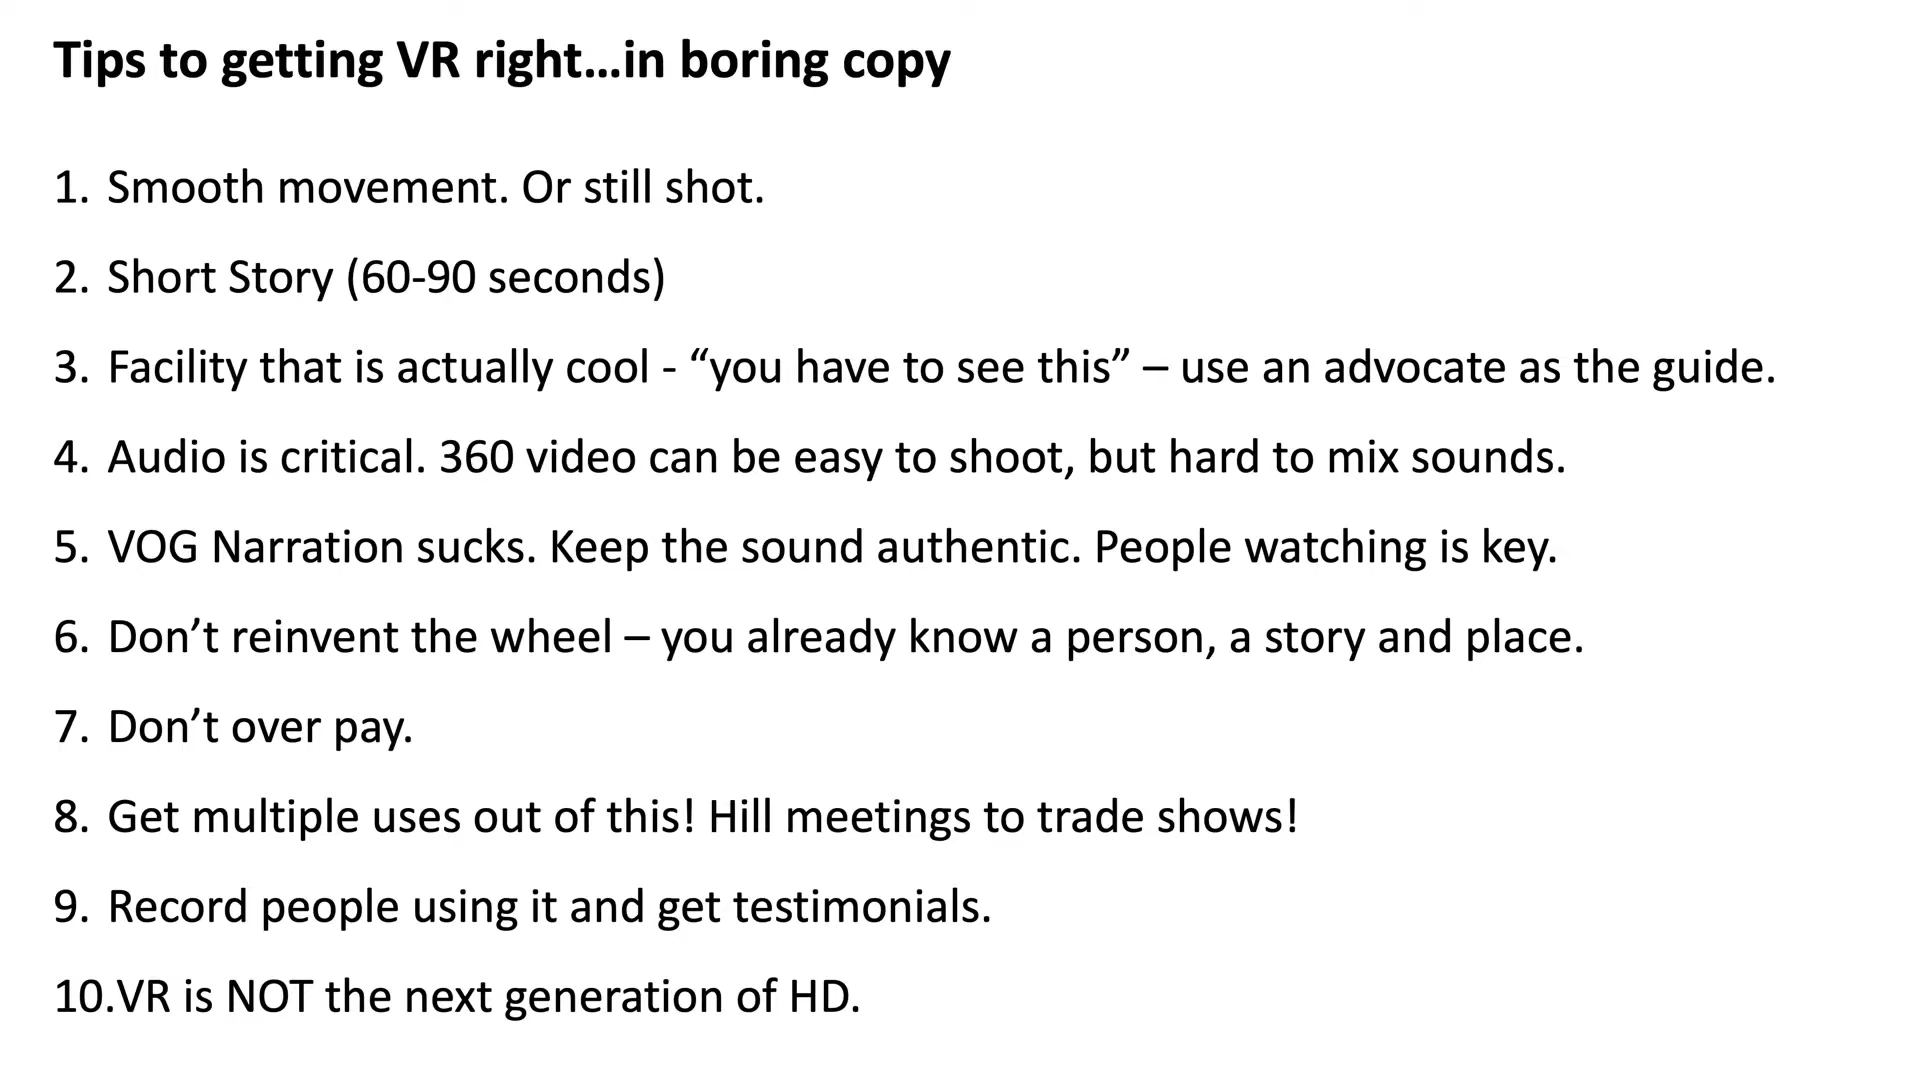 Tips to getting VR right…in boring copy
1. Smooth movement. Or still shot.
2. Short Story (60-90 seconds)
3. Facility that is actually cool - “you have to see this” – use an advocate as the guide.
4. Audio is critical. 360 video can be easy to shoot, but hard to mix sounds.
5. VOG Narration sucks. Keep the sound authentic. People watching is key.
6. Don’t reinvent the wheel – you already know a person, a story and place.
7. Don’t over pay.
8. Get multiple uses out of this! Hill meetings to trade shows!
9. Record people using it and get testimonials.
10.VR is NOT the next generation of HD.